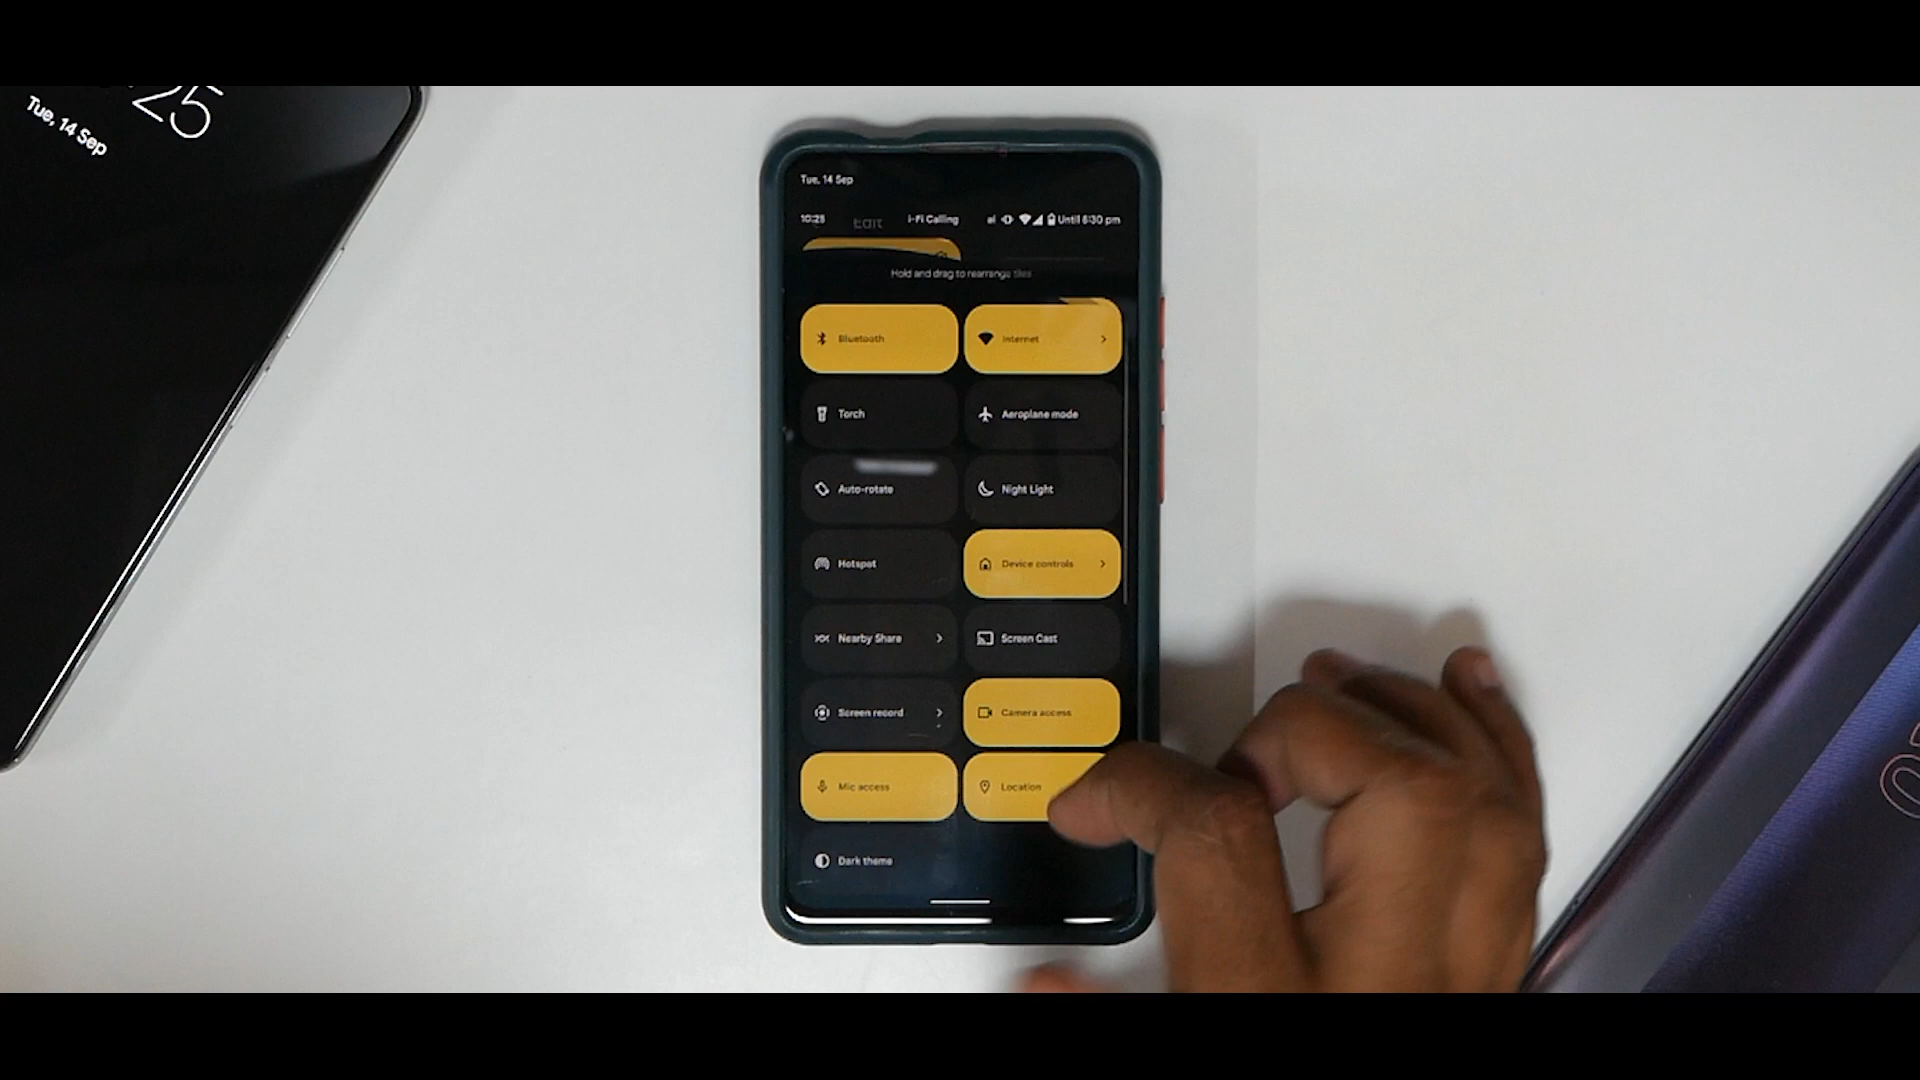 25
Tue, 14 Sep
Tue, 14 Sep
10:25 i-Fi Calling el Until 6:30 pm
Edit
Hold and drag to rearrange tiles
Bluetooth Internet
Torch Aeroplane mode
Auto-rotate Night Light
Hotspot Device controls
Nearby Share Screen Cast
Screen record Camera access
Mic access Location
Dark theme